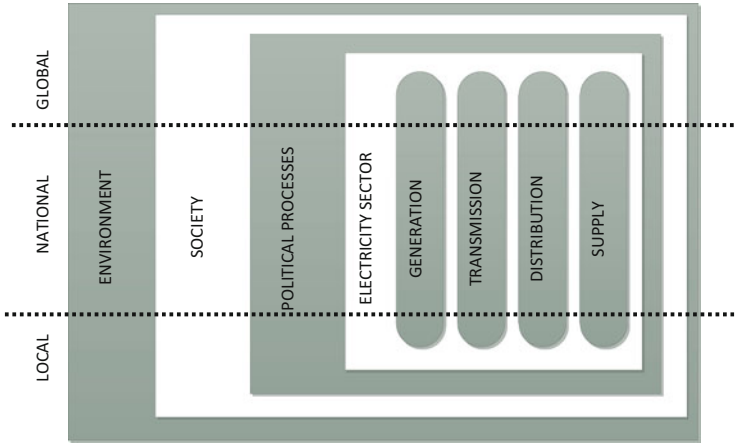 GLOBAL
NATIONAL
LOCAL
ENVIRONMENT
SOCIETY
POLITICAL PROCESSES
ELECTRICITY SECTOR
GENERATION
TRANSMISSION
DISTRIBUTION
SUPPLY